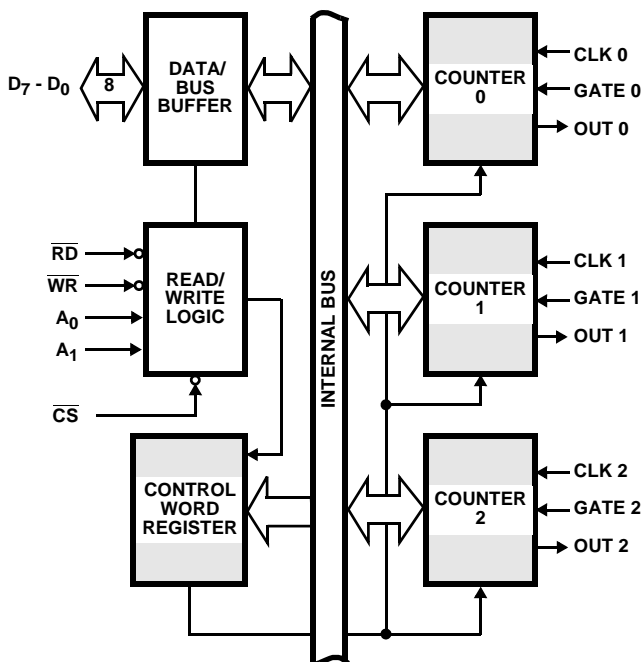 D7 - D0
8
DATA/
BUS
BUFFER
RD
WR
A0
A1
CS
READ/
WRITE
LOGIC
CONTROL
WORD
REGISTER
INTERNAL BUS
COUNTER
0
CLK 0
GATE 0
OUT 0
COUNTER
1
CLK 1
GATE 1
OUT 1
COUNTER
2
CLK 2
GATE 2
OUT 2